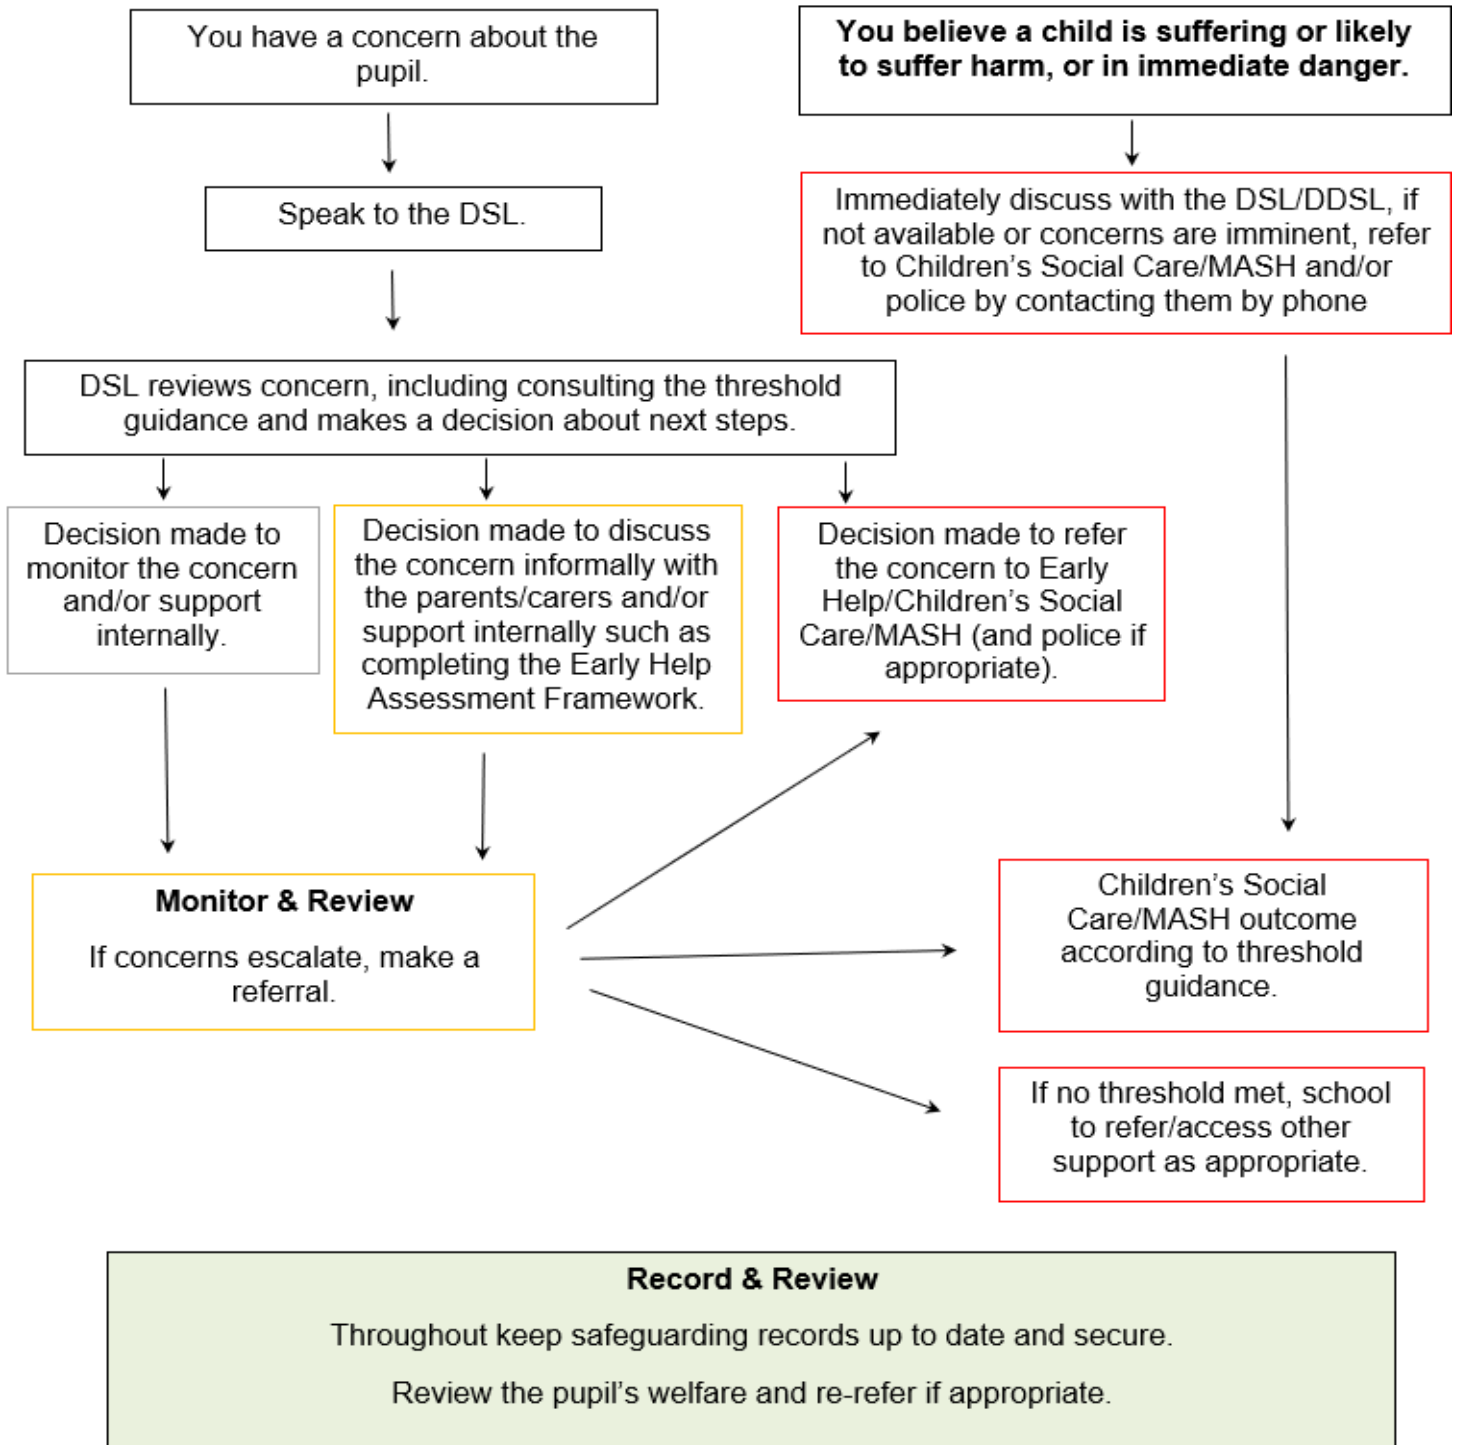 You have a concern about the
pupil.
You believe a child is suffering or likely
to suffer harm, or in immediate danger.
Speak to the DSL.
Immediately discuss with the DSL/DDSL, if
not available or concerns are imminent, refer
to Children’s Social Care/MASH and/or
police by contacting them by phone
DSL reviews concern, including consulting the threshold
guidance and makes a decision about next steps.
Decision made to
monitor the concern
and/or support
internally.
Decision made to discuss
the concern informally with
the parents/carers and/or
support internally such as
completing the Early Help
Assessment Framework.
Decision made to refer
the concern to Early
Help/Children’s Social
Care/MASH (and police if
appropriate).
Monitor & Review
If concerns escalate, make a
referral.
Children’s Social
Care/MASH outcome
according to threshold
guidance.
If no threshold met, school
to refer/access other
support as appropriate.
Record & Review
Throughout keep safeguarding records up to date and secure.
Review the pupil’s welfare and re-refer if appropriate.